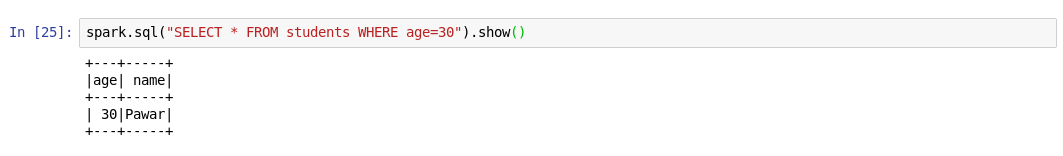 In [25]: spark.sql("SELECT * FROM students WHERE age=30").show()
+---+-----+
|age| name|
+---+-----+
| 30|Pawar|
+---+-----+